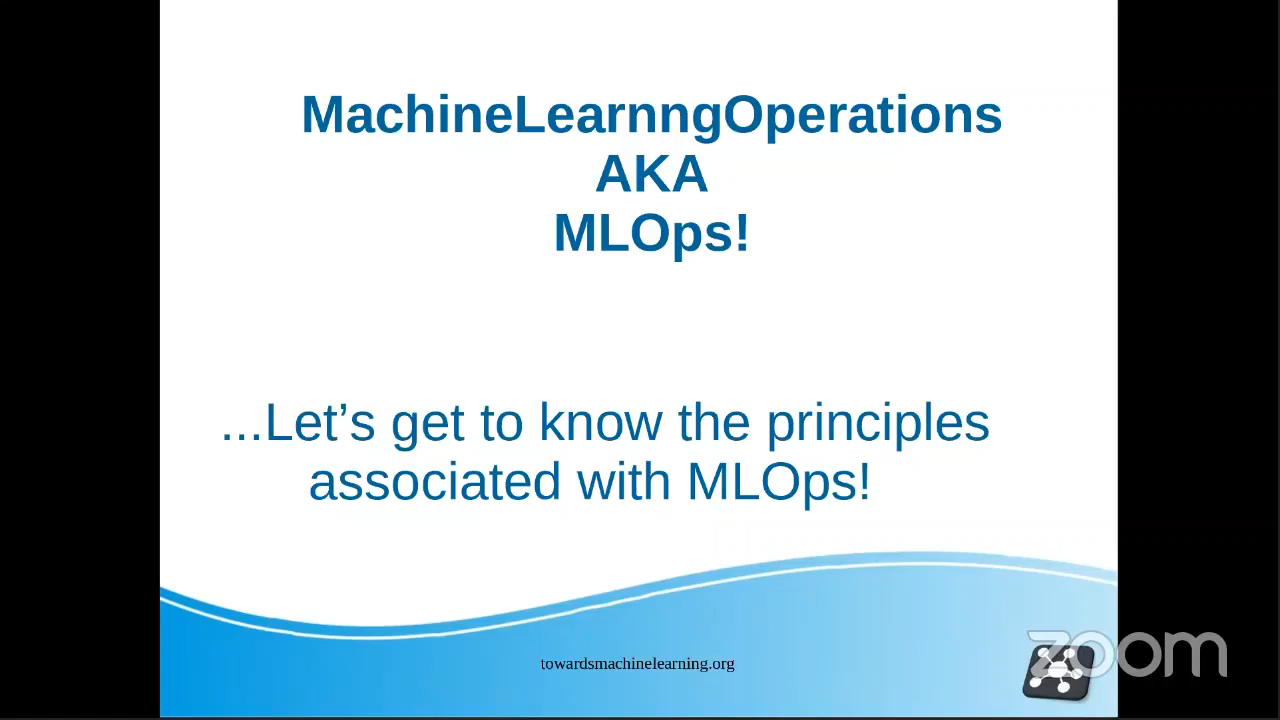 MachineLearnngOperations
AKA
MLOps!
...Let’s get to know the principles
associated with MLOps!
towardsmachinelearning.org
zoom